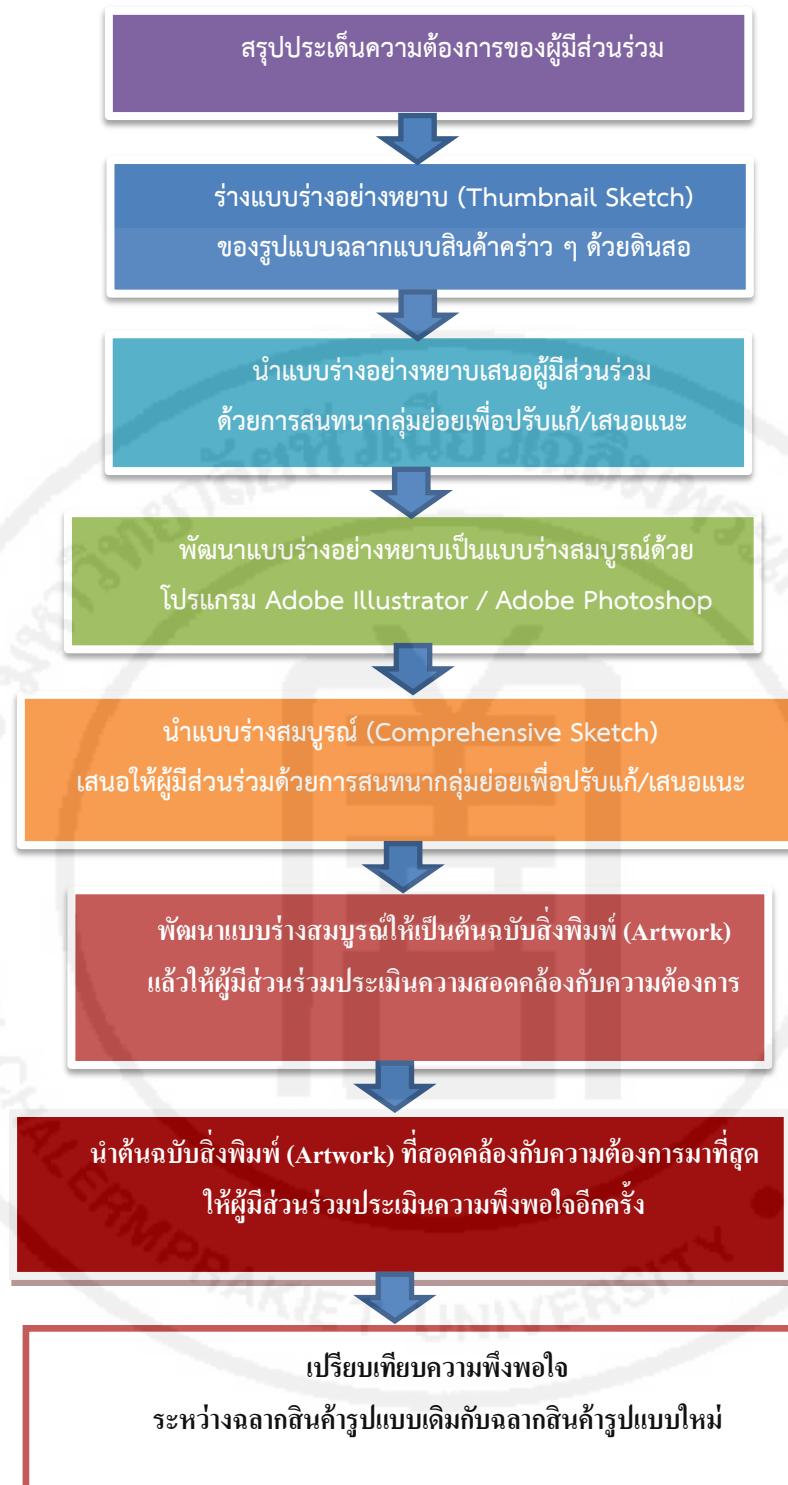 สรุปประเด็นความต้องการของผู้มีส่วนร่วม
ร่างแบบร่างอย่างหยาบ (Thumbnail Sketch)
ของรูปแบบฉลากแบบสินค้าคร่าว ๆ ด้วยดินสอ
นำแบบร่างอย่างหยาบเสนอผู้มีส่วนร่วม
ด้วยการสนทนากลุ่มย่อยเพื่อปรับแก้/เสนอแนะ
พัฒนาแบบร่างอย่างหยาบเป็นแบบร่างสมบูรณ์ด้วย
โปรแกรม Adobe Illustrator / Adobe Photoshop
นำแบบร่างสมบูรณ์ (Comprehensive Sketch)
เสนอให้ผู้มีส่วนร่วมด้วยการสนทนากลุ่มย่อยเพื่อปรับแก้/เสนอแนะ
พัฒนาแบบร่างสมบูรณ์ให้เป็นต้นฉบับสิ่งพิมพ์ (Artwork)
แล้วให้ผู้มีส่วนร่วมประเมินความสอดคล้องกับความต้องการ
นำต้นฉบับสิ่งพิมพ์ (Artwork) ที่สอดคล้องกับความต้องการมาที่สุด
ให้ผู้มีส่วนร่วมประเมินความพึงพอใจอีกครั้ง
เปรียบเทียบความพึงพอใจ
ระหว่างฉลากสินค้ารูปแบบเดิมกับฉลากสินค้ารูปแบบใหม่
CHALERMPRAKIET UNIVERSITY